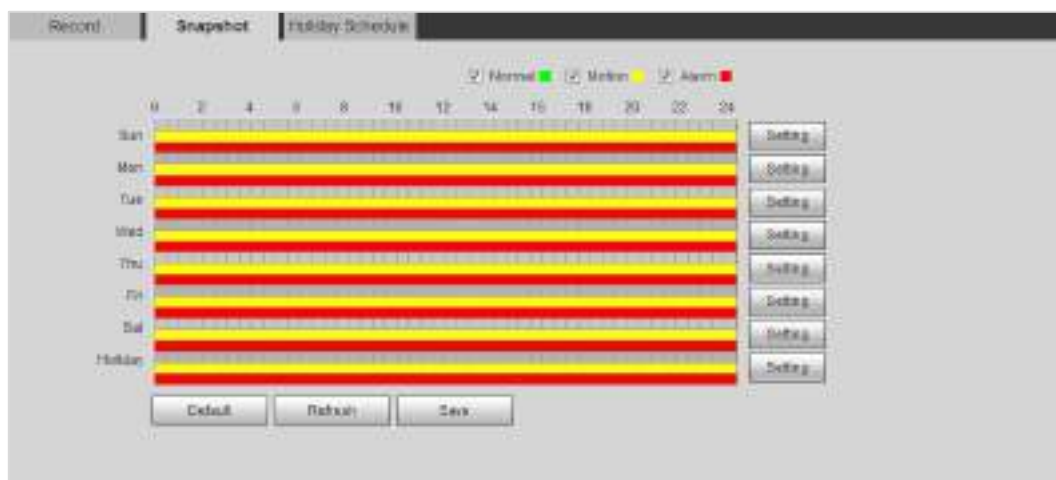 Record Snapshot Holiday Schedule
Normal Motion Alarm
0 2 4 6 8 10 12 14 15 18 20 22 24
Sun Setting
Mon Setting
Tue Setting
Wed Setting
Thu Setting
Fri Setting
Sat Setting
Holiday Setting
Default Refresh Save